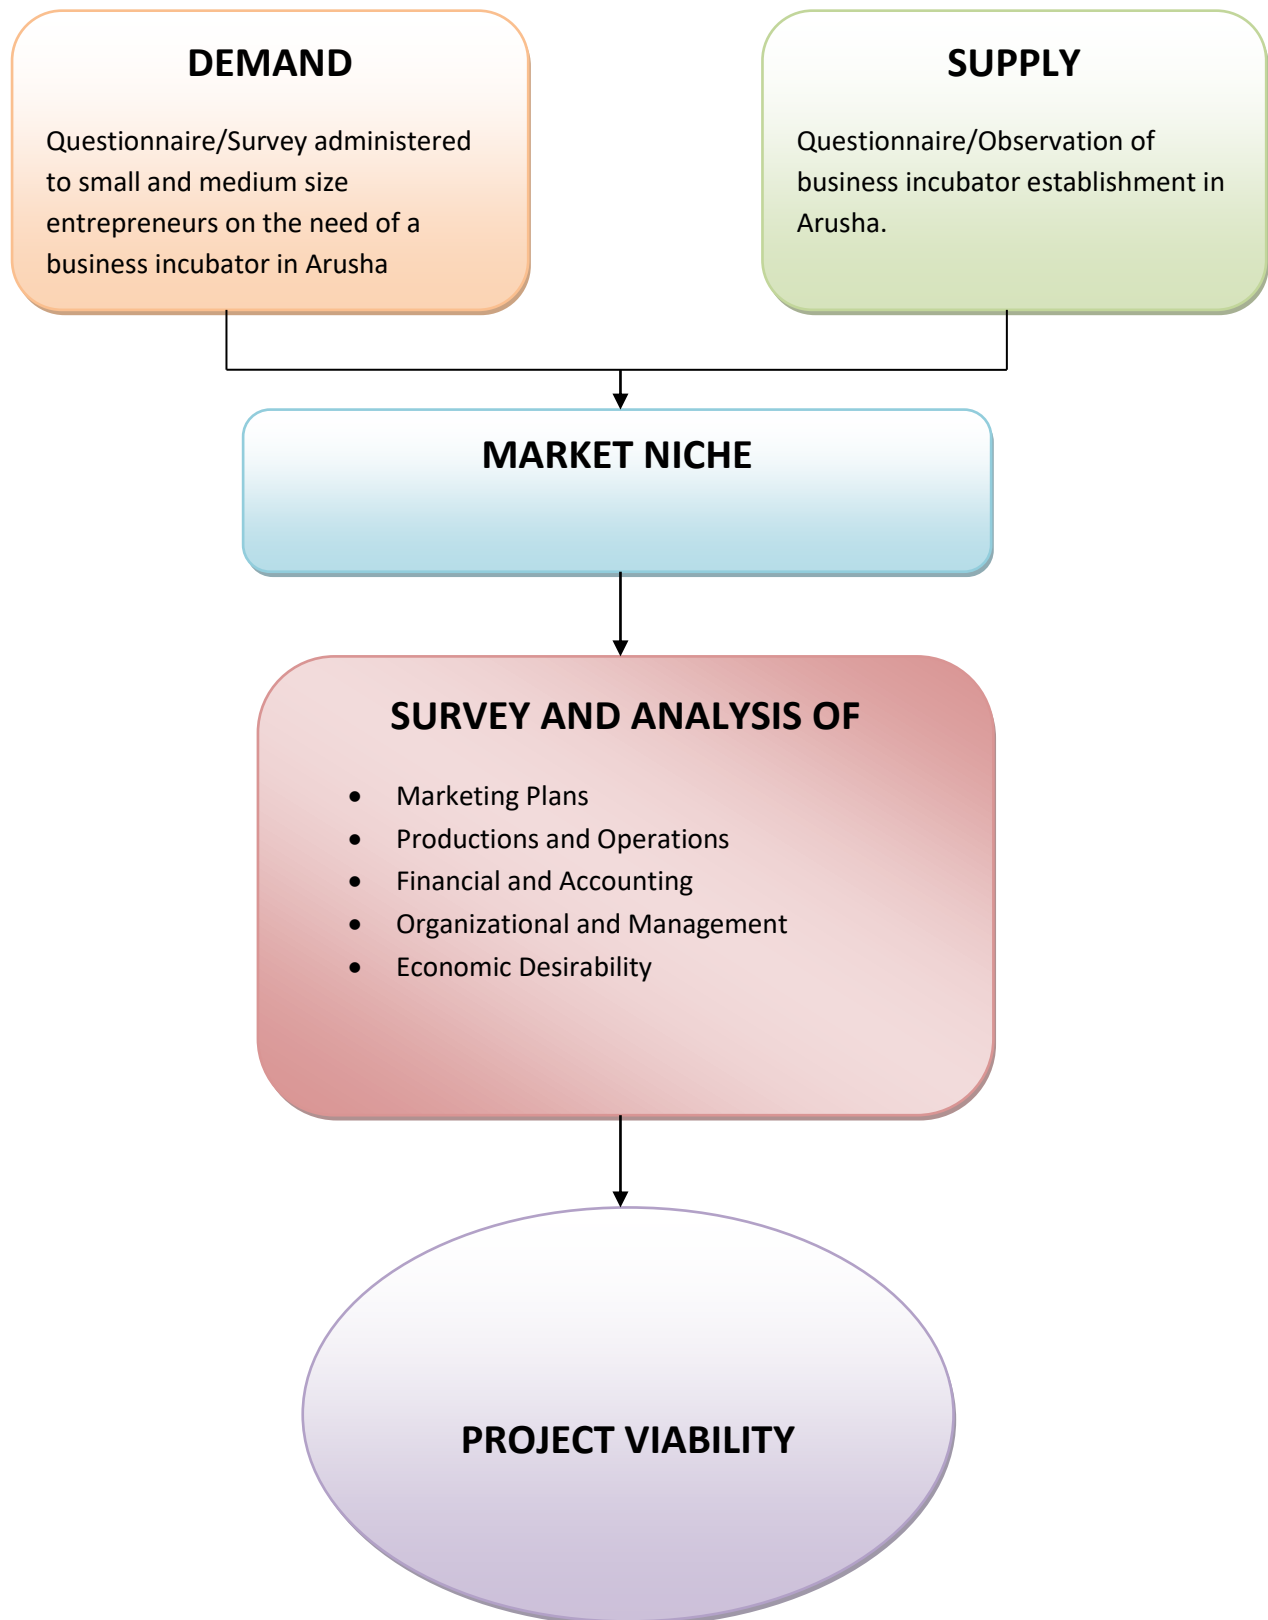 DEMAND
Questionnaire/Survey administered
to small and medium size
entrepreneurs on the need of a
business incubator in Arusha
SUPPLY
Questionnaire/Observation of
business incubator establishment in
Arusha.
MARKET NICHE
SURVEY AND ANALYSIS OF
• Marketing Plans
• Productions and Operations
• Financial and Accounting
• Organizational and Management
• Economic Desirability
PROJECT VIABILITY